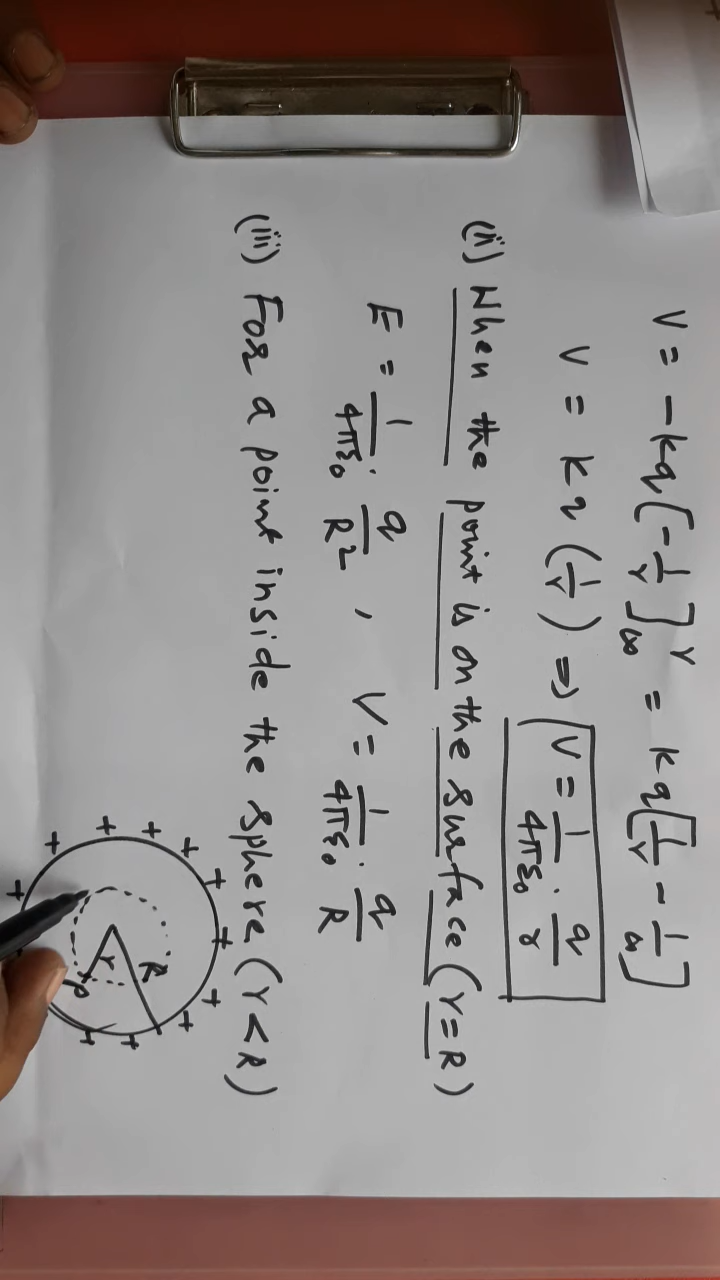 V = -kq[-1/r]^r_∞ = kq[1/r - 1/∞]
V = kq(1/r) ⇒ V = 1/4πε₀ · q/r
(ii) When the point is on the surface (r=R)
E = 1/4πε₀ · q/R², V = 1/4πε₀ · q/R
(iii) For a point inside the sphere (r<R)
+ + + + + + + + + + +
R
r
P